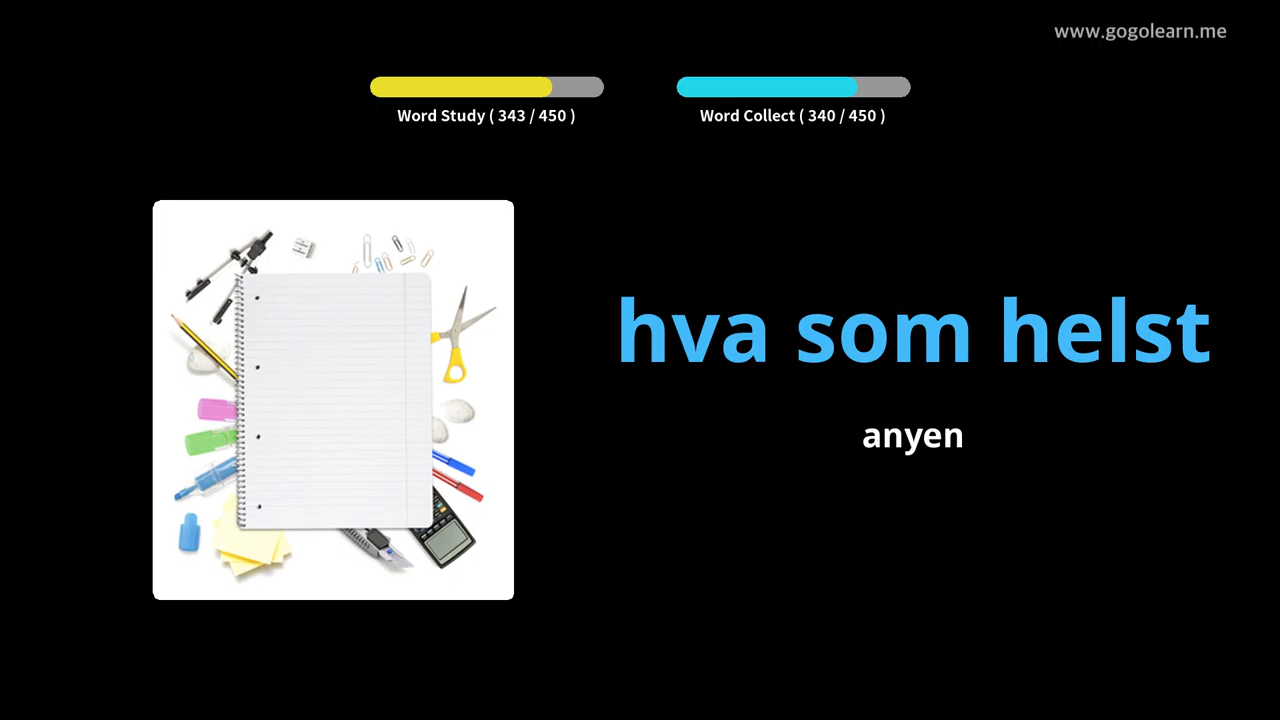 www.gogolearn.me
Word Study ( 343 / 450 )
Word Collect ( 340 / 450 )
hva som helst
anyen